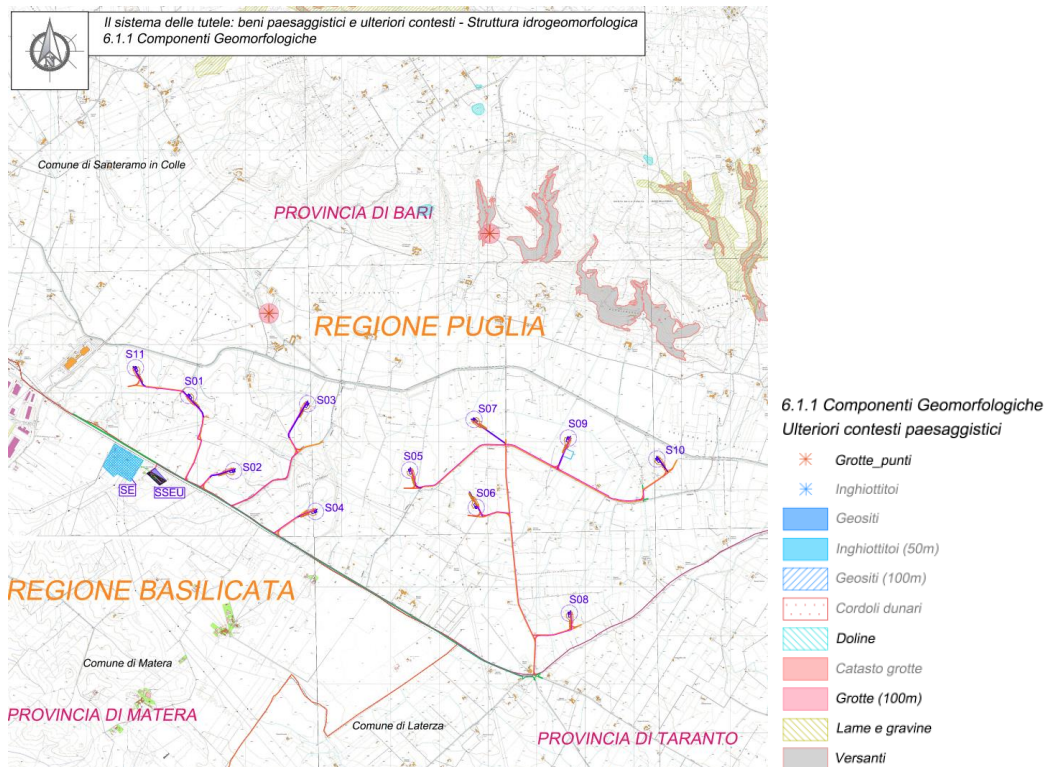 Il sistema delle tutele: beni paesaggistici e ulteriori contesti - Struttura idrogeomorfologica
6.1.1 Componenti Geomorfologiche
Comune di Santeramo in Colle
PROVINCIA DI BARI
REGIONE PUGLIA
S11
S01
S03
S07
S09
S10
S02
S05
S06
SE
SSEU
S04
REGIONE BASILICATA
S08
Comune di Matera
PROVINCIA DI MATERA
Comune di Laterza
PROVINCIA DI TARANTO
6.1.1 Componenti Geomorfologiche
Ulteriori contesti paesaggistici
Grotte_punti
Inghiottitoi
Geositi
Inghiottitoi (50m)
Geositi (100m)
Cordoli dunari
Doline
Catasto grotte
Grotte (100m)
Lame e gravine
Versanti